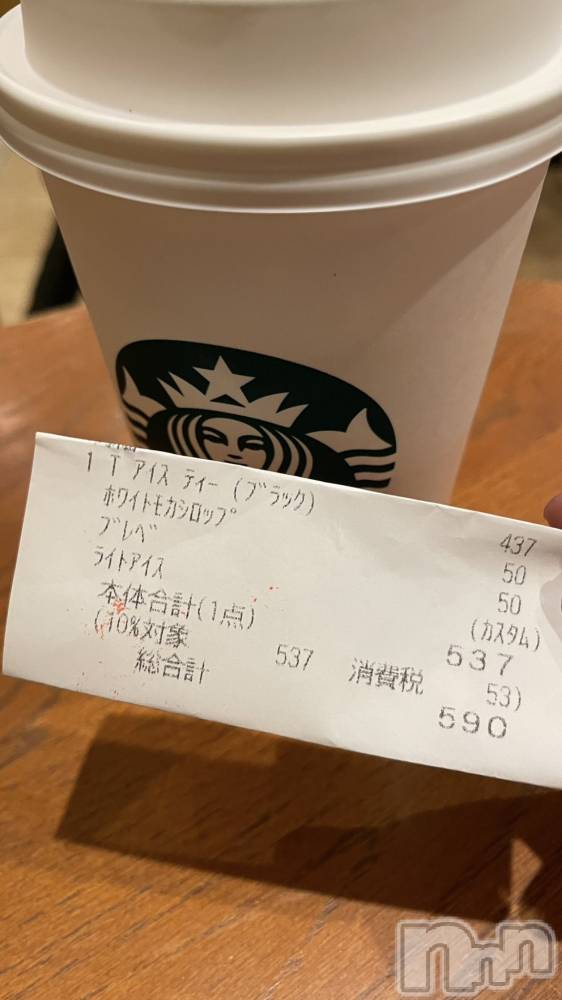 1 T アイス ティー (ブラック) 437
ホワイトモカシロップ 50
ブレベ 50
ライトアイス (カスタム)
本体合計(1点) 537
(10%対象 537 消費税 53)
総合計 590